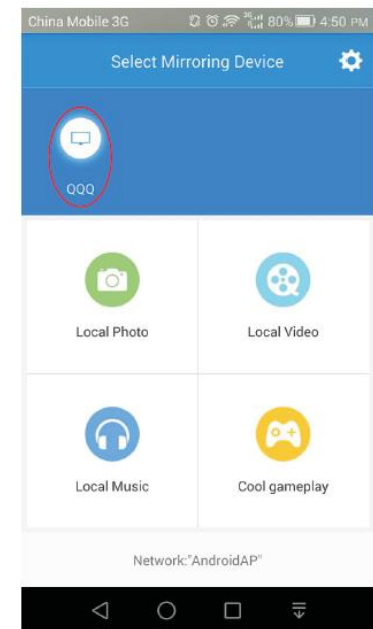 China Mobile 3G 3G 80% 4:50 PM
Select Mirroring Device
QQQ
Local Photo Local Video
Local Music Cool gameplay
Network:"AndroidAP"